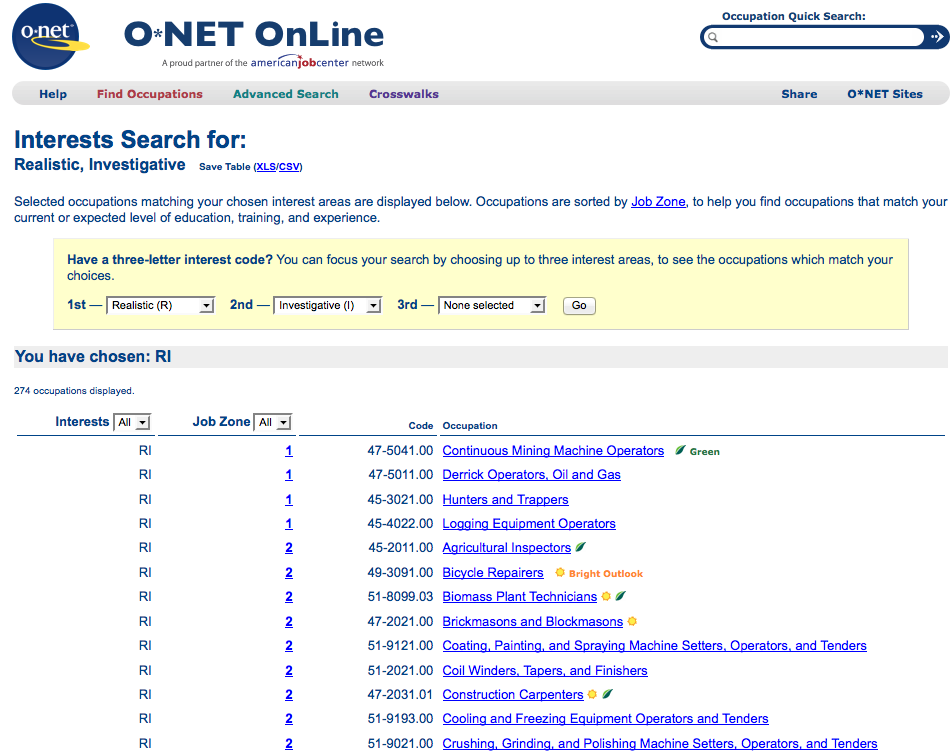 o·net
O*NET OnLine
A proud partner of the americanjobcenter network
Occupation Quick Search:
Help Find Occupations Advanced Search Crosswalks Share O*NET Sites
Interests Search for:
Realistic, Investigative Save Table (XLS/CSV)
Selected occupations matching your chosen interest areas are displayed below. Occupations are sorted by Job Zone, to help you find occupations that match your
current or expected level of education, training, and experience.
Have a three-letter interest code? You can focus your search by choosing up to three interest areas, to see the occupations which match your
choices.
1st — Realistic (R) 2nd — Investigative (I) 3rd — None selected Go
You have chosen: RI
274 occupations displayed.
Interests All Job Zone All Code Occupation
RI 1 47-5041.00 Continuous Mining Machine Operators Green
RI 1 47-5011.00 Derrick Operators, Oil and Gas
RI 1 45-3021.00 Hunters and Trappers
RI 1 45-4022.00 Logging Equipment Operators
RI 2 45-2011.00 Agricultural Inspectors
RI 2 49-3091.00 Bicycle Repairers Bright Outlook
RI 2 51-8099.03 Biomass Plant Technicians
RI 2 47-2021.00 Brickmasons and Blockmasons
RI 2 51-9121.00 Coating, Painting, and Spraying Machine Setters, Operators, and Tenders
RI 2 51-2021.00 Coil Winders, Tapers, and Finishers
RI 2 47-2031.01 Construction Carpenters
RI 2 51-9193.00 Cooling and Freezing Equipment Operators and Tenders
RI 2 51-9021.00 Crushing, Grinding, and Polishing Machine Setters, Operators, and Tenders